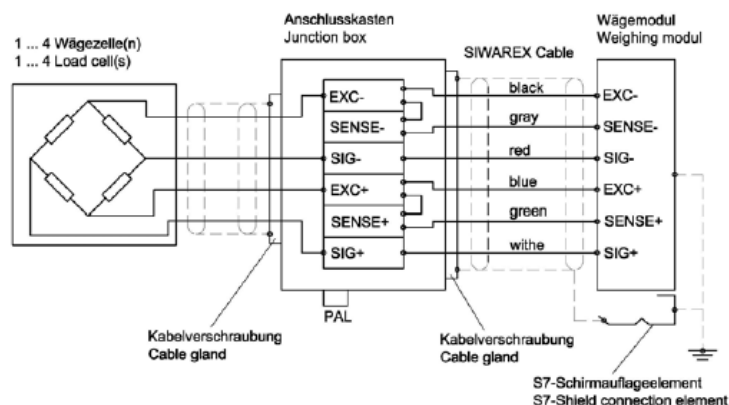 Anschlusskasten
Junction box
Wägemodul
Weighing modul
1 ... 4 Wägezelle(n)
1 ... 4 Load cell(s)
SIWAREX Cable
EXC-
SENSE-
SIG-
EXC+
SENSE+
SIG+
black
gray
red
blue
green
withe
EXC-
SENSE-
SIG-
EXC+
SENSE+
SIG+
PAL
Kabelverschraubung
Cable gland
Kabelverschraubung
Cable gland
S7-Schirmauflageelement
S7-Shield connection element